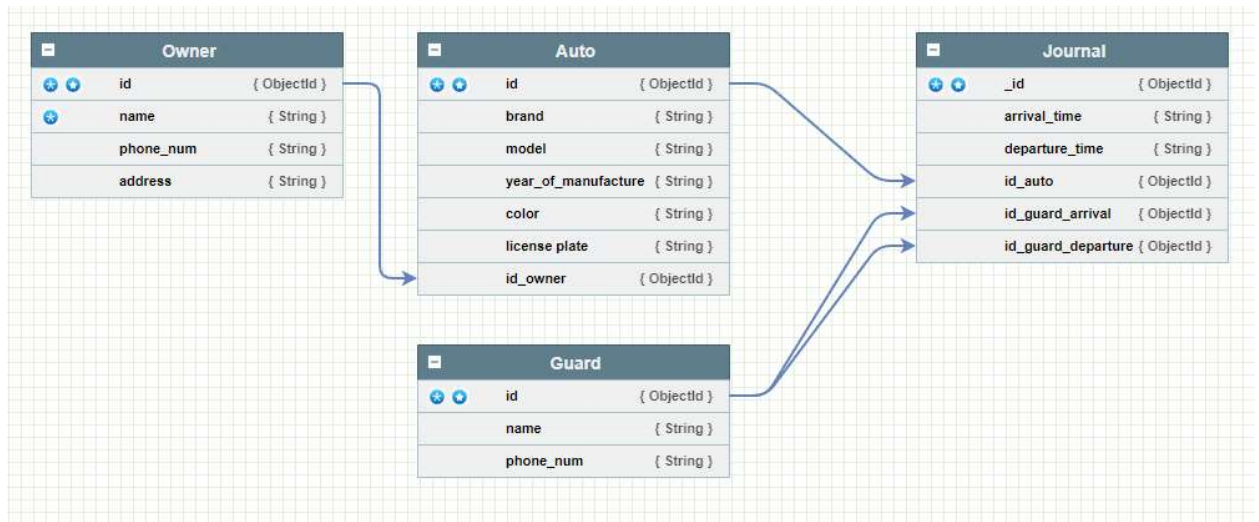 Owner
id { ObjectId }
name { String }
phone_num { String }
address { String }
Auto
id { ObjectId }
brand { String }
model { String }
year_of_manufacture { String }
color { String }
license plate { String }
id_owner { ObjectId }
Guard
id { ObjectId }
name { String }
phone_num { String }
Journal
_id { ObjectId }
arrival_time { String }
departure_time { String }
id_auto { ObjectId }
id_guard_arrival { ObjectId }
id_guard_departure { ObjectId }